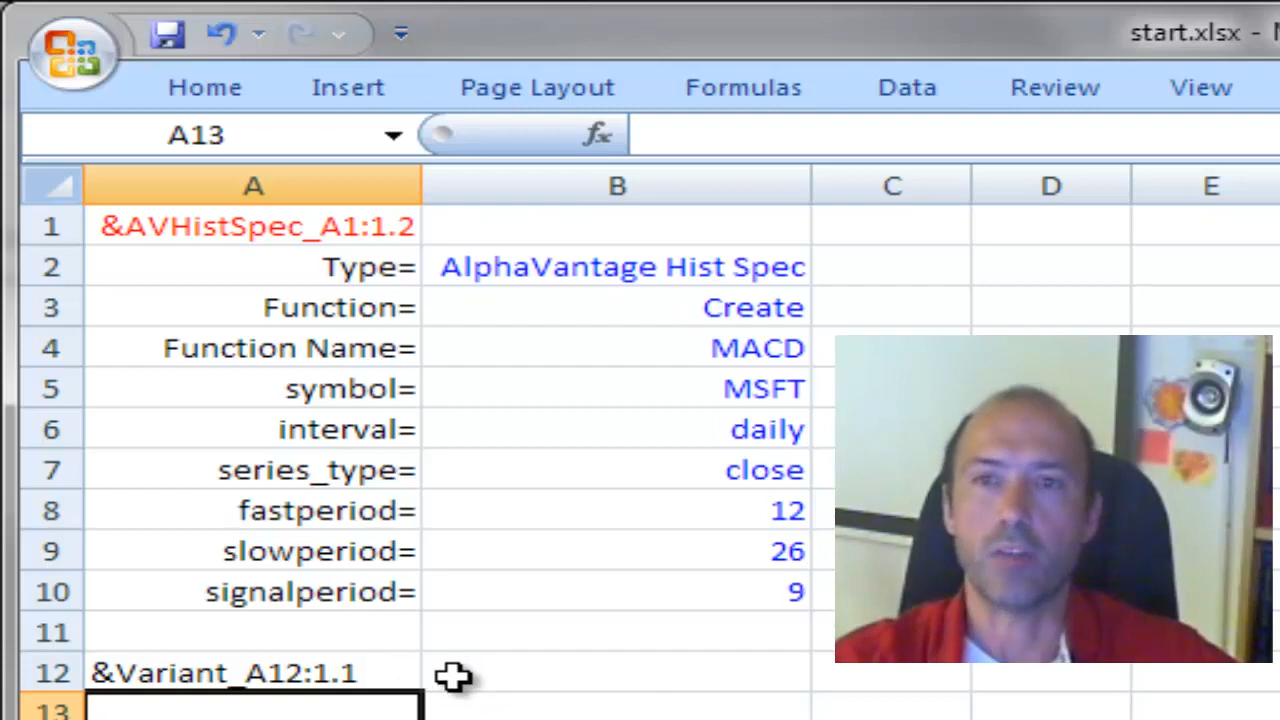 start.xlsx - M
Home Insert Page Layout Formulas Data Review View
A13 fx
A B C D E
1 &AVHistSpec_A1:1.2
2 Type= AlphaVantage Hist Spec
3 Function= Create
4 Function Name= MACD
5 symbol= MSFT
6 interval= daily
7 series_type= close
8 fastperiod= 12
9 slowperiod= 26
10 signalperiod= 9
11
12 &Variant_A12:1.1
13